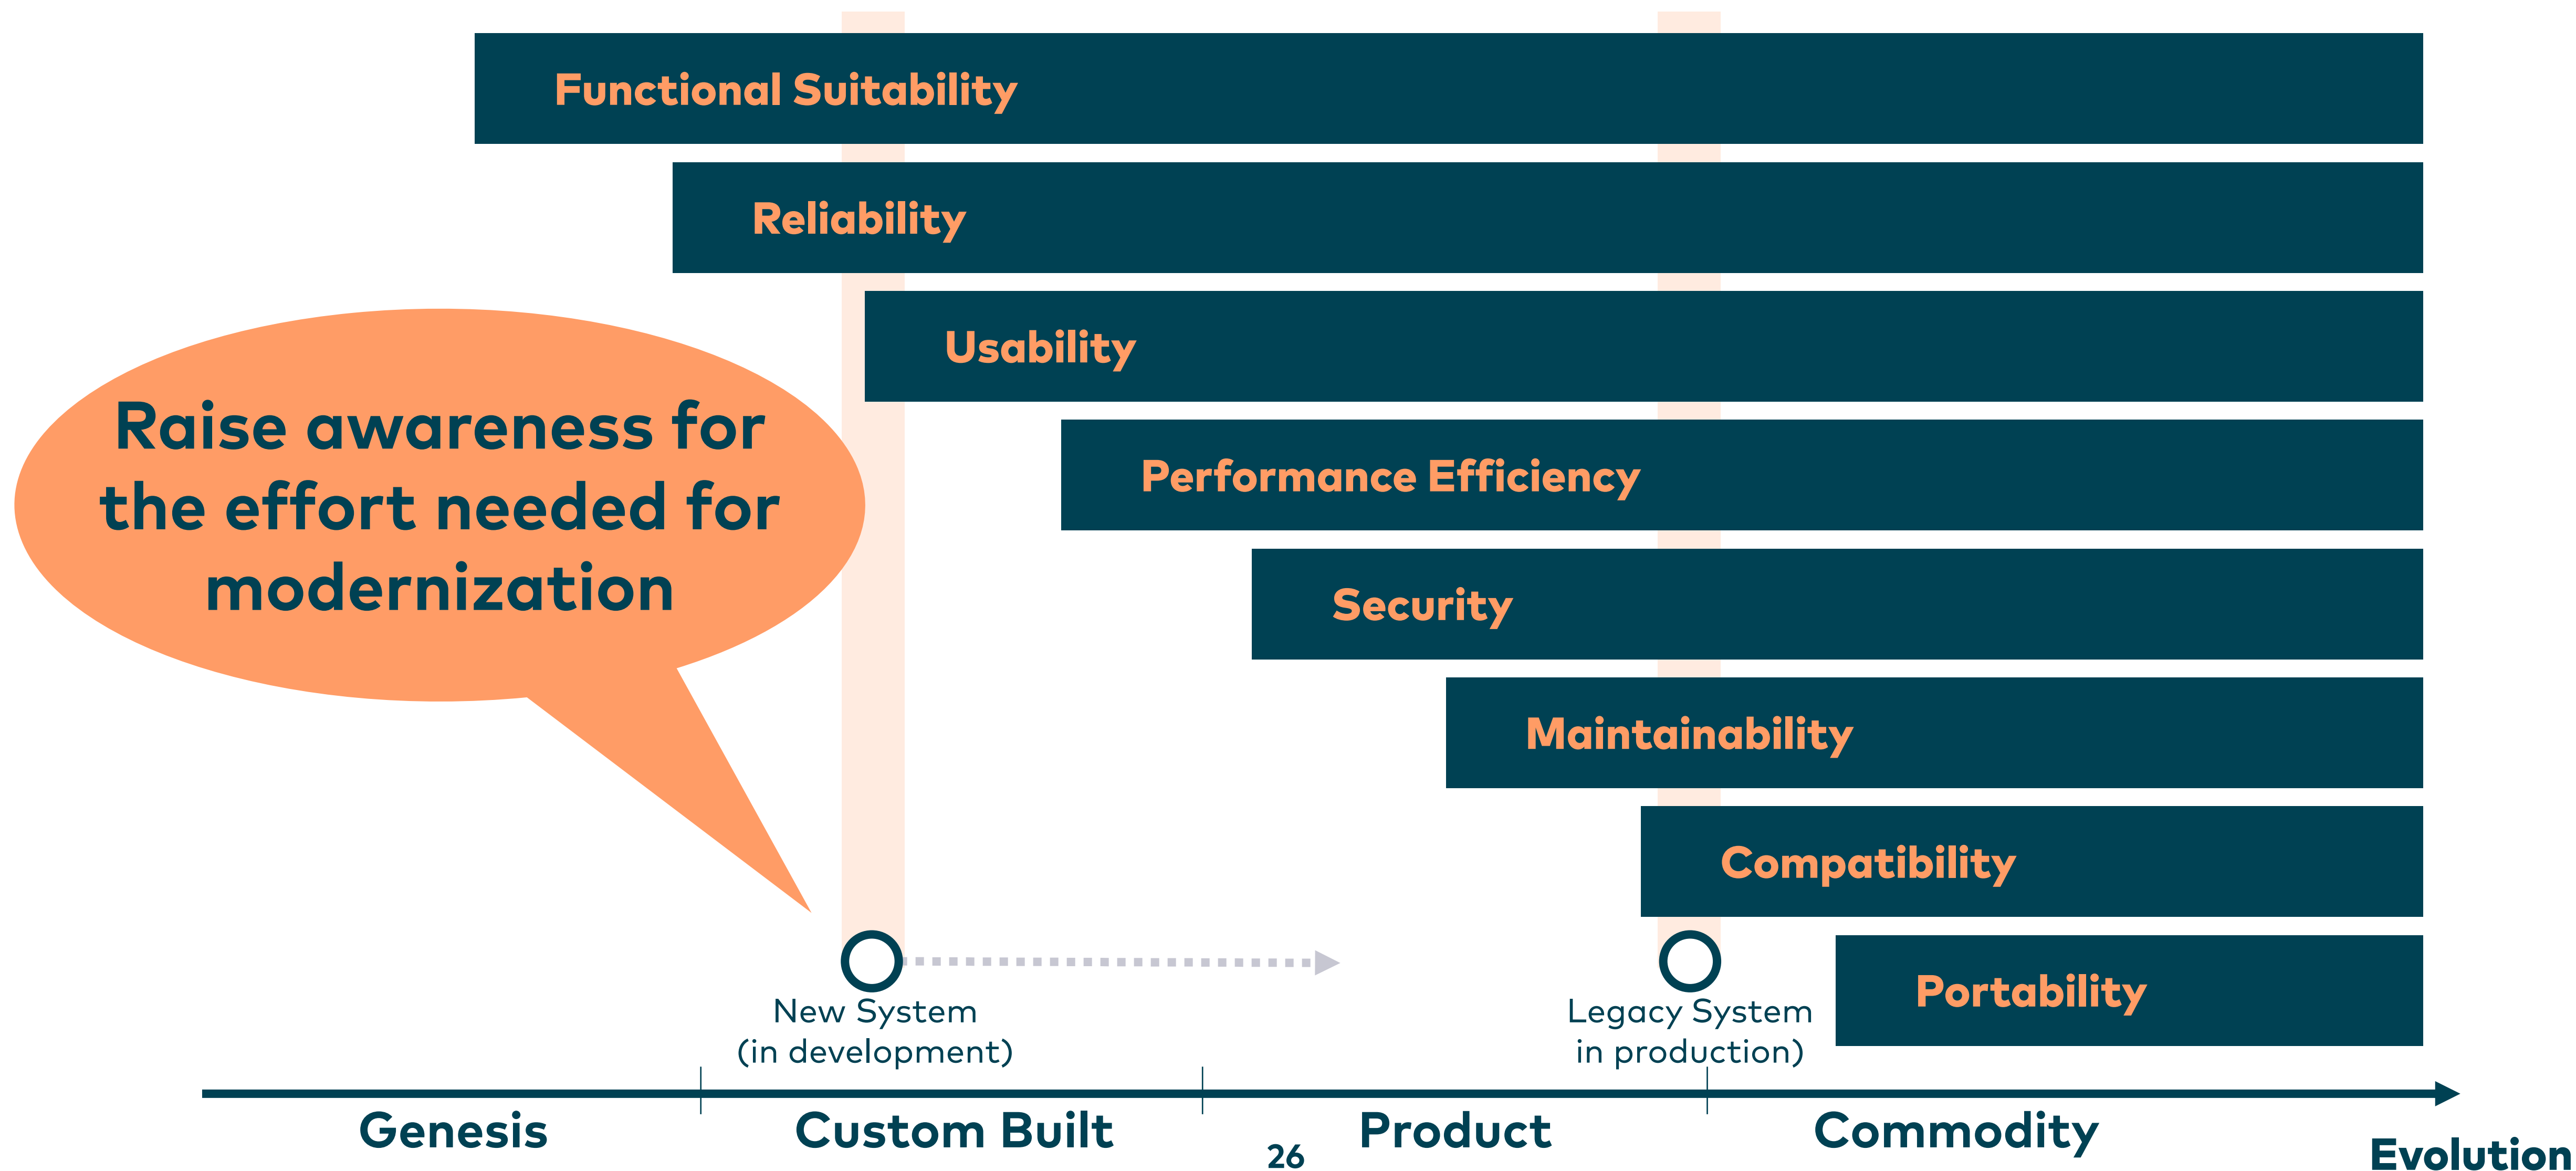 Functional Suitability
Reliability
Usability
Raise awareness for
the effort needed for
modernization
Performance Efficiency
Security
Maintainability
Compatibility
Portability
New System
(in development)
Legacy System
in production)
Genesis
Custom Built
Product
Commodity
Evolution
26